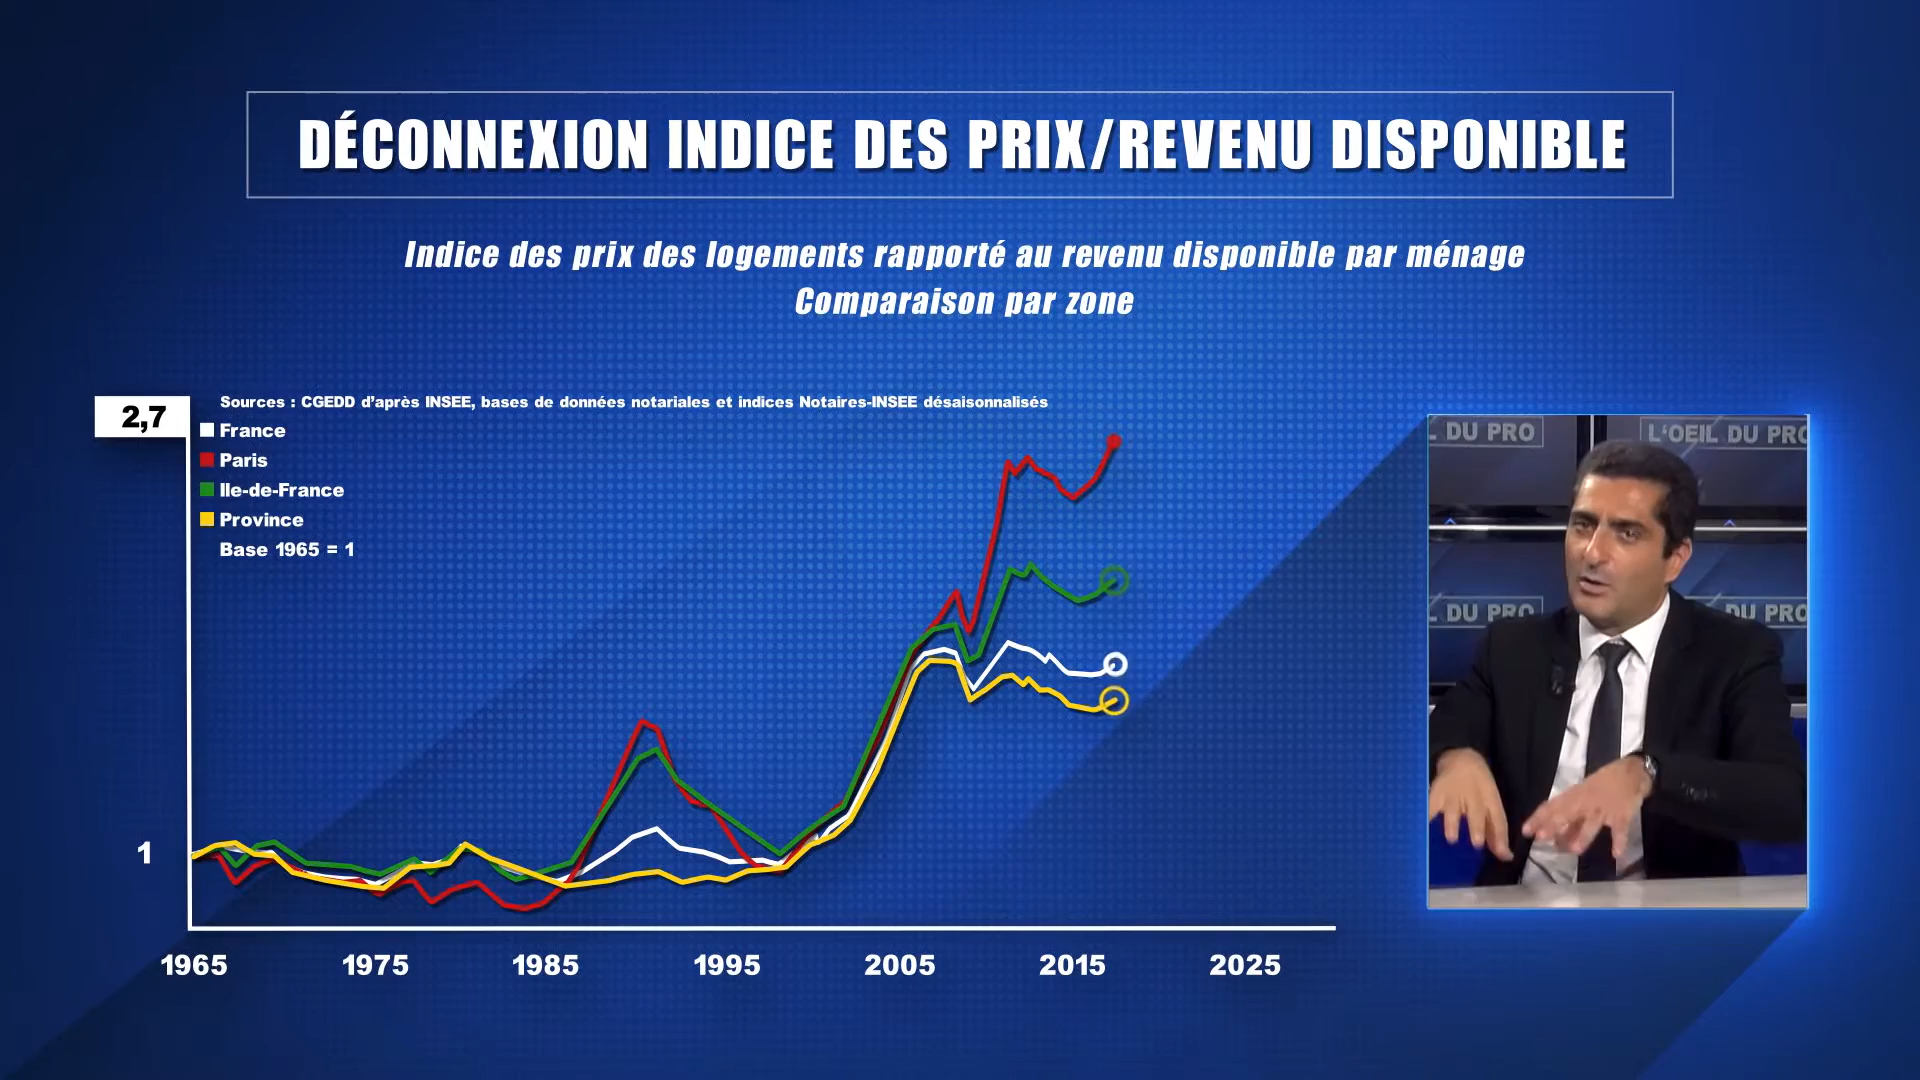 DÉCONNEXION INDICE DES PRIX/REVENU DISPONIBLE
Indice des prix des logements rapporté au revenu disponible par ménage
Comparaison par zone
2,7
Sources : CGEDD d'après INSEE, bases de données notariales et indices Notaires-INSEE désaisonnalisés
France
Paris
Ile-de-France
Province
Base 1965 = 1
1
1965 1975 1985 1995 2005 2015 2025
L DU PRO
L'OEIL DU PRO
L DU PRO
DU PRO